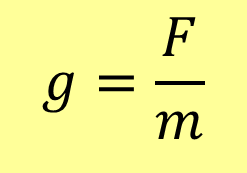 g = F/m